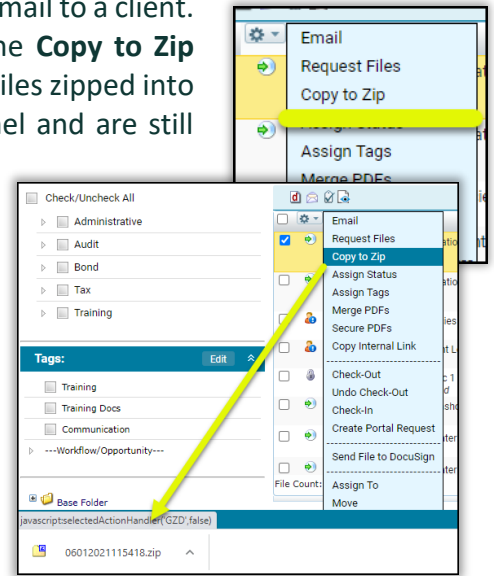 mail to a client.
ne Copy to Zip
iles zipped into
nel and are still
Email
Request Files
Copy to Zip
Assign Status
Assign Tags
Merge PDFs
Check/Uncheck All
Administrative
Audit
Bond
Tax
Training
Tags: Edit
Training
Training Docs
Communication
---Workflow/Opportunity---
Base Folder
javascript:selectedActionHandler('GZD',false)
06012021115418.zip
Email
Request Files
Copy to Zip
Assign Status
Assign Tags
Merge PDFs
Secure PDFs
Copy Internal Link
Check-Out
Undo Check-Out
Check-In
Create Portal Request
Send File to DocuSign
Assign To
Move
File Count: